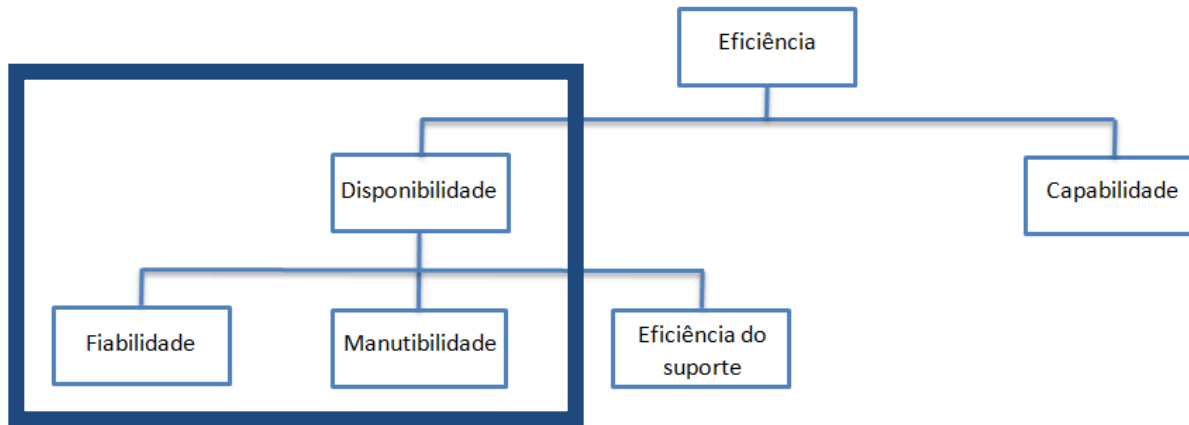 Eficiência
Disponibilidade
Capabilidade
Fiabilidade
Manutibilidade
Eficiência do
suporte